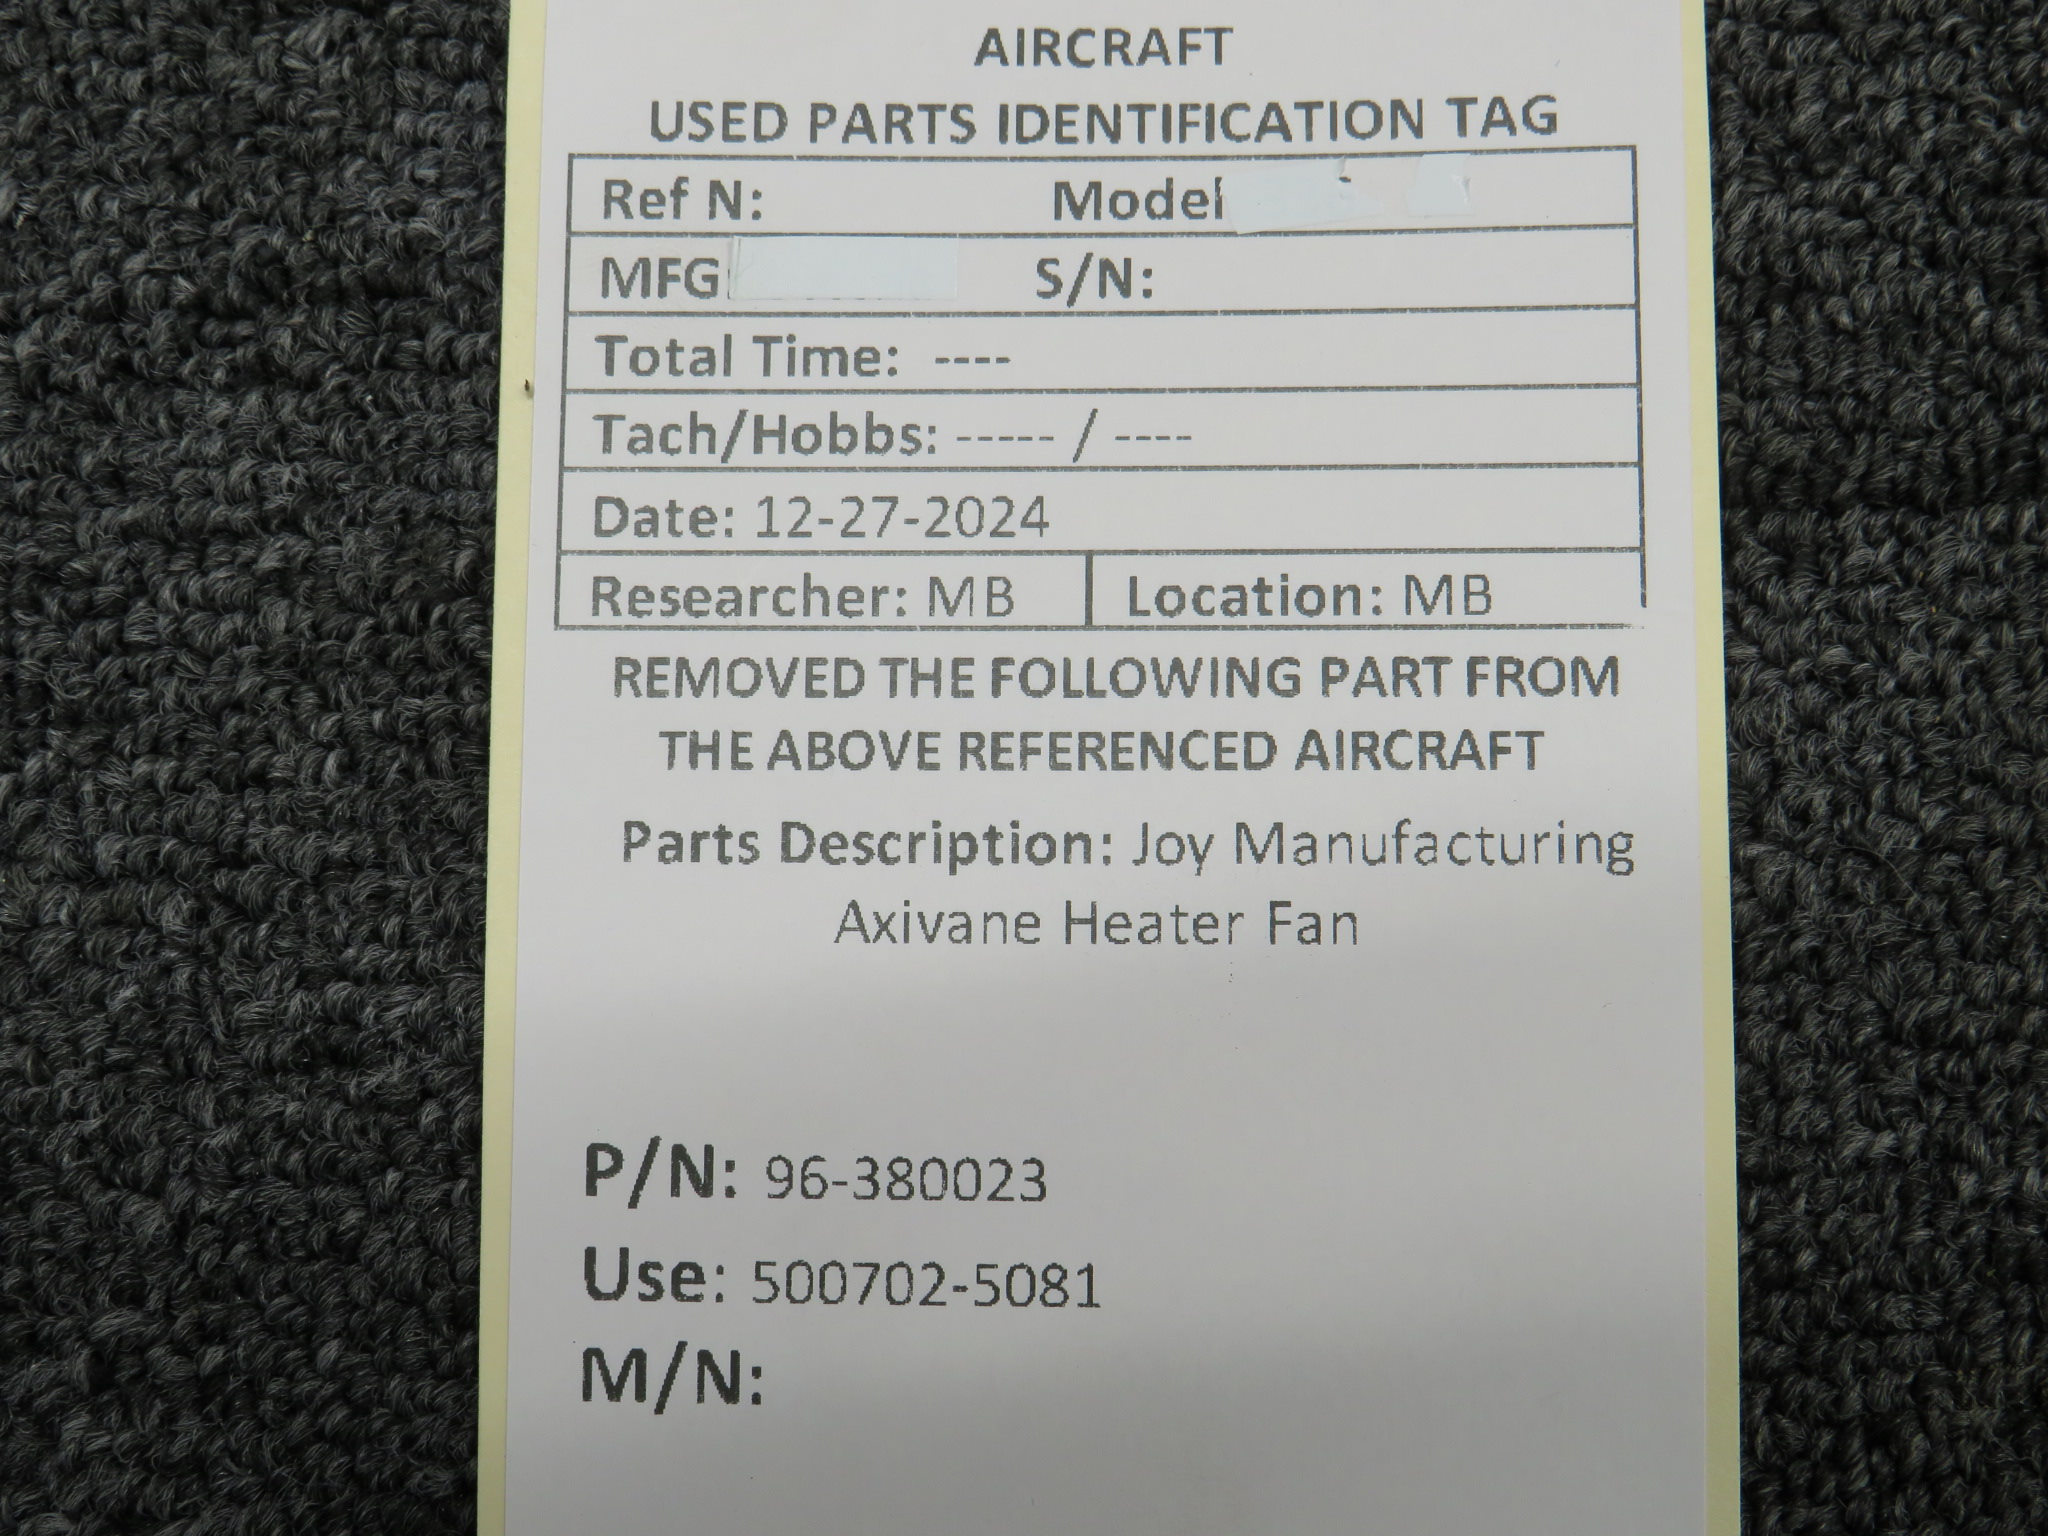 AIRCRAFT
USED PARTS IDENTIFICATION TAG
Ref N: Model
MFG S/N:
Total Time: ----
Tach/Hobbs: ----- / ----
Date: 12-27-2024
Researcher: MB Location: MB
REMOVED THE FOLLOWING PART FROM
THE ABOVE REFERENCED AIRCRAFT
Parts Description: Joy Manufacturing
Axivane Heater Fan
P/N: 96-380023
Use: 500702-5081
M/N: